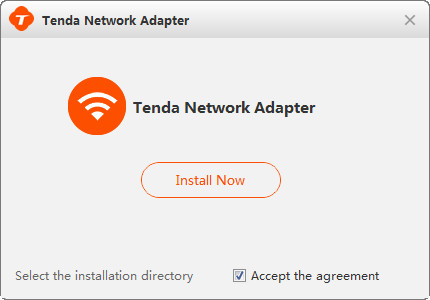 Tenda Network Adapter
Tenda Network Adapter
Install Now
Select the installation directory
Accept the agreement